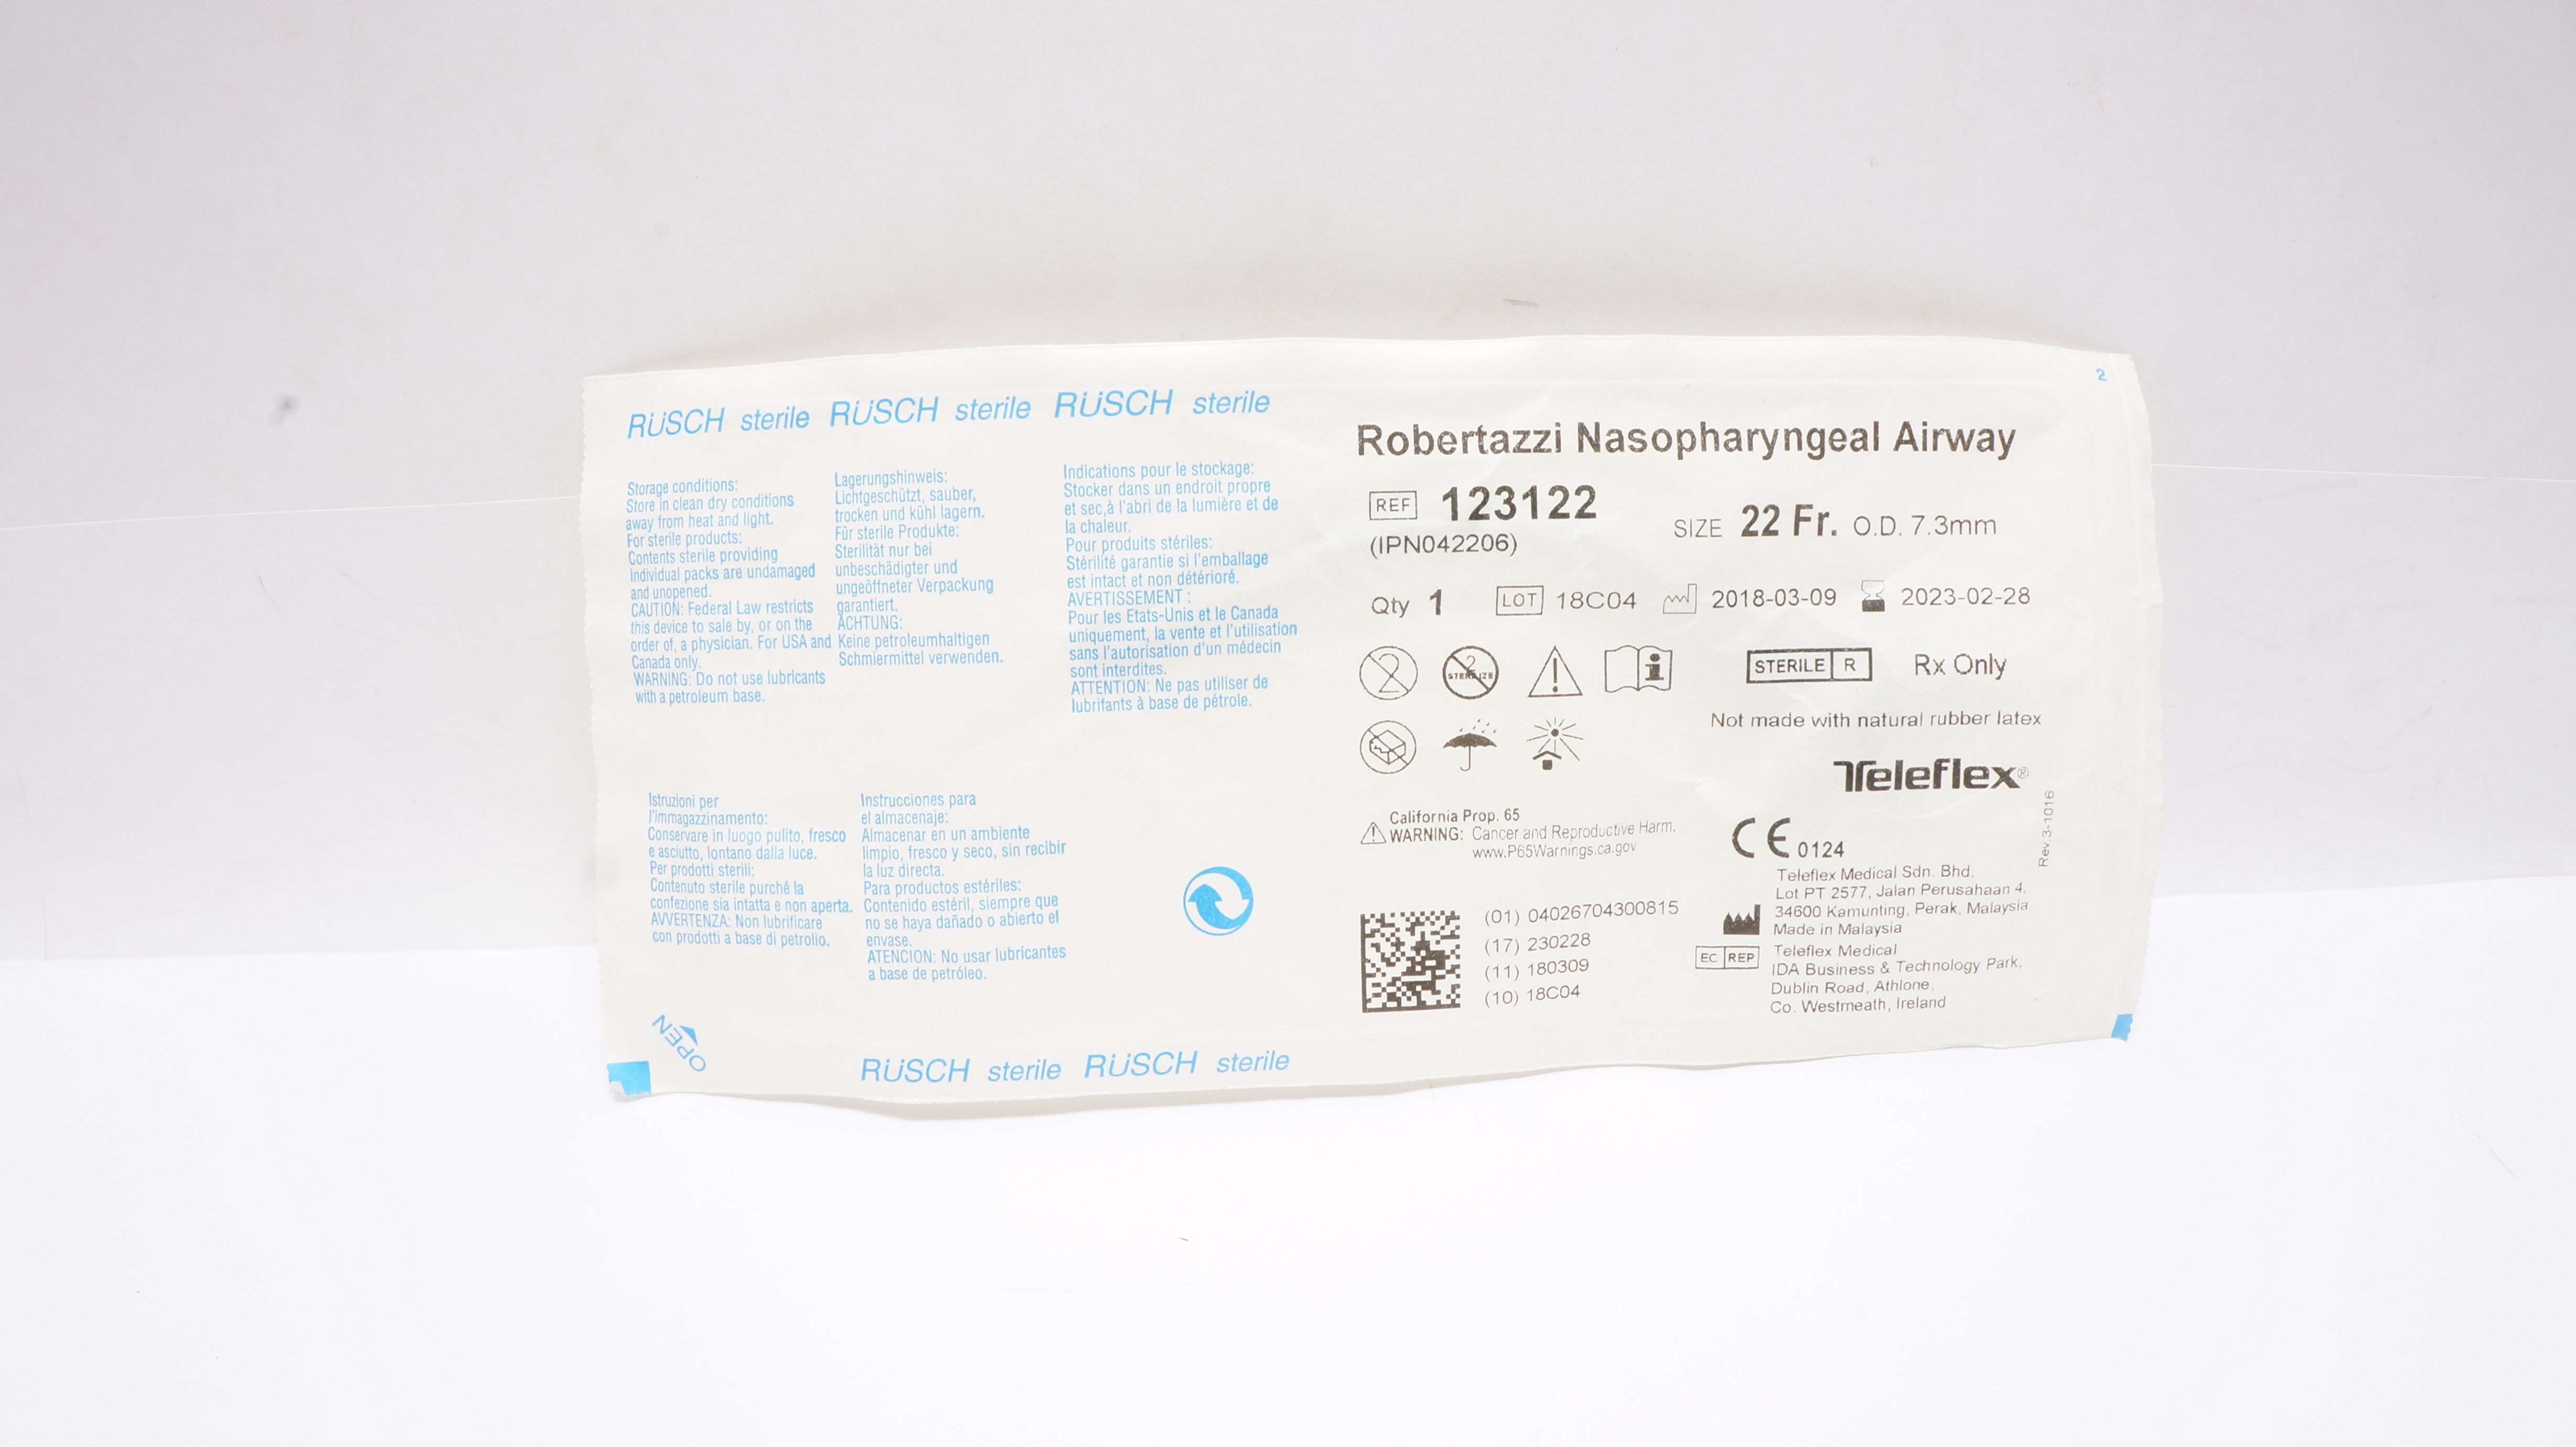 RÜSCH sterile RÜSCH sterile RÜSCH sterile
2
Storage conditions:
Store in clean dry conditions
away from heat and light.
For sterile products:
Contents sterile providing
individual packs are undamaged
and unopened.
CAUTION: Federal Law restricts
this device to sale by, or on the
order of, a physician. For USA and
Canada only.
WARNING: Do not use lubricants
with a petroleum base.
Lagerungshinweis:
Lichtgeschützt, sauber,
trocken und kühl lagern.
Für sterile Produkte:
Sterilität nur bei
unbeschädigter und
ungeöffneter Verpackung
garantiert.
ACHTUNG:
Keine petroleumhaltigen
Schmiermittel verwenden.
Indications pour le stockage:
Stocker dans un endroit propre
et sec,à l'abri de la lumière et de
la chaleur.
Pour produits stériles:
Stérilité garantie si l'emballage
est intact et non détérioré.
AVERTISSEMENT :
Pour les Etats-Unis et le Canada
uniquement, la vente et l'utilisation
sans l'autorisation d'un médecin
sont interdites.
ATTENTION: Ne pas utiliser de
lubrifants à base de pétrole.
Istruzioni per
l'immagazzinamento:
Conservare in luogo pulito, fresco
e asciutto, lontano dalla luce.
Per prodotti sterili:
Contenuto sterile purché la
confezione sia intatta e non aperta.
AVVERTENZA: Non lubrificare
con prodotti a base di petrolio.
Instrucciones para
el almacenaje:
Almacenar en un ambiente
limpio, fresco y seco, sin recibir
la luz directa.
Para productos estériles:
Contenido estéril, siempre que
no se haya dañado o abierto el
envase.
ATENCION: No usar lubricantes
a base de petróleo.
OPEN
RÜSCH sterile RÜSCH sterile
Robertazzi Nasopharyngeal Airway
REF 123122
(IPN042206)
SIZE 22 Fr. O.D. 7.3mm
Qty 1 LOT 18C04 2018-03-09 2023-02-28
2 2 STERILIZE i STERILE R Rx Only
Not made with natural rubber latex
Teleflex®
California Prop. 65
WARNING: Cancer and Reproductive Harm.
www.P65Warnings.ca.gov
CE 0124
Rev 3-1016
(01) 04026704300815
(17) 230228
(11) 180309
(10) 18C04
Teleflex Medical Sdn. Bhd.
Lot PT 2577, Jalan Perusahaan 4,
34600 Kamunting, Perak, Malaysia
Made in Malaysia
EC REP Teleflex Medical
IDA Business & Technology Park,
Dublin Road, Athlone,
Co. Westmeath, Ireland